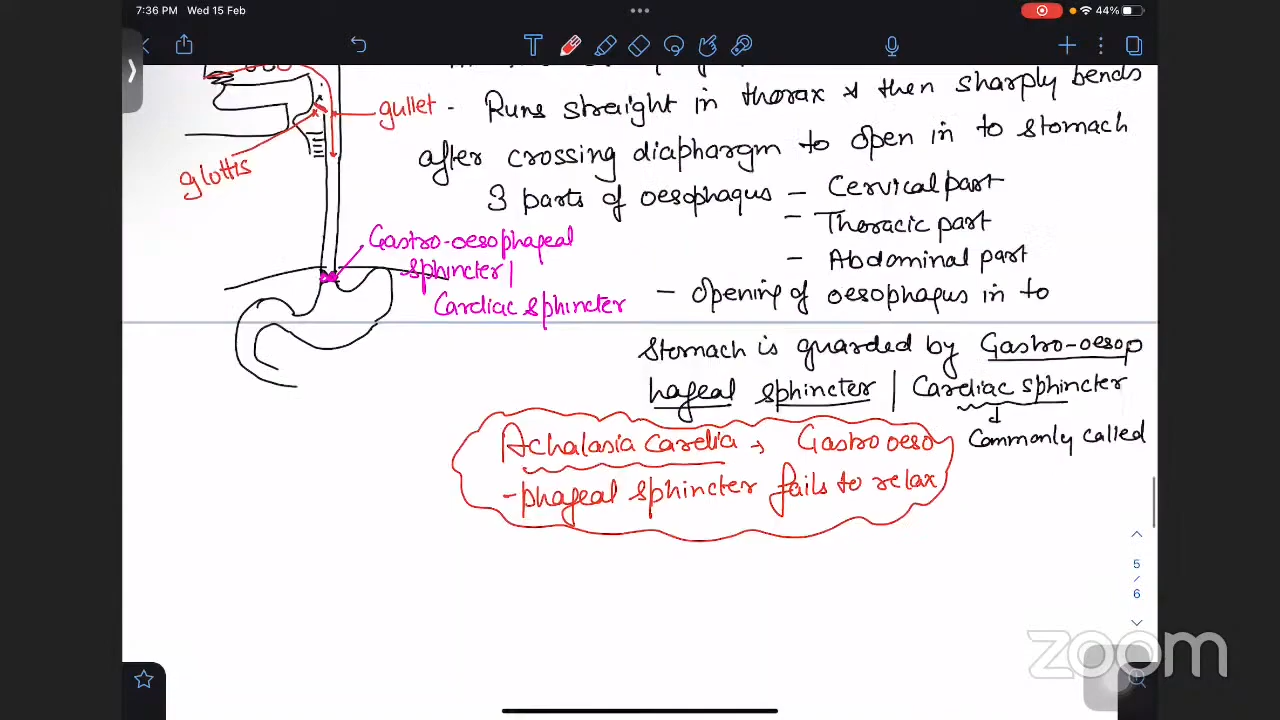 7:36 PM Wed 15 Feb
44%
T
gullet - Runs straight in thorax & then sharply bends
after crossing diaphargm to open in to stomach
glottis
3 parts of oesophagus - Cervical part
- Thoracic part
- Abdominal part
Gastro-oesophageal
sphincter |
Cardiac sphincter
- opening of oesophagus in to
Stomach is guarded by Gastro-oesop
hageal sphincter | Cardiac sphincter
Commonly called
Achalasia cardia → Gastro oeso
-phageal sphincter fails to relax
5
/
6
zoom